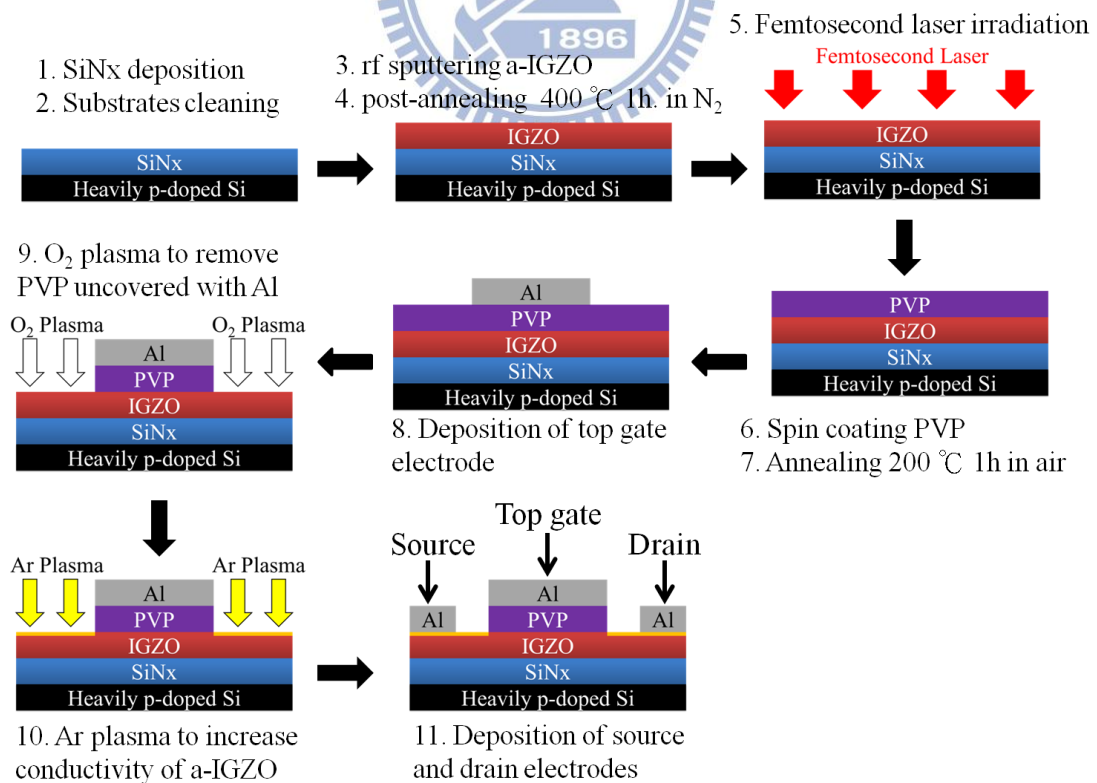 1896
1. SiNx deposition
2. Substrates cleaning
SiNx
Heavily p-doped Si
3. rf sputtering a-IGZO
4. post-annealing 400 ℃ 1h. in N₂
IGZO
SiNx
Heavily p-doped Si
5. Femtosecond laser irradiation
Femtosecond Laser
IGZO
SiNx
Heavily p-doped Si
PVP
IGZO
SiNx
Heavily p-doped Si
6. Spin coating PVP
7. Annealing 200 ℃ 1h in air
Al
PVP
IGZO
SiNx
Heavily p-doped Si
8. Deposition of top gate
electrode
9. O₂ plasma to remove
PVP uncovered with Al
O₂ Plasma
O₂ Plasma
Al
PVP
IGZO
SiNx
Heavily p-doped Si
Ar Plasma
Ar Plasma
Al
PVP
IGZO
SiNx
Heavily p-doped Si
10. Ar plasma to increase
conductivity of a-IGZO
Top gate
Source
Drain
Al
Al
PVP
Al
IGZO
SiNx
Heavily p-doped Si
11. Deposition of source
and drain electrodes